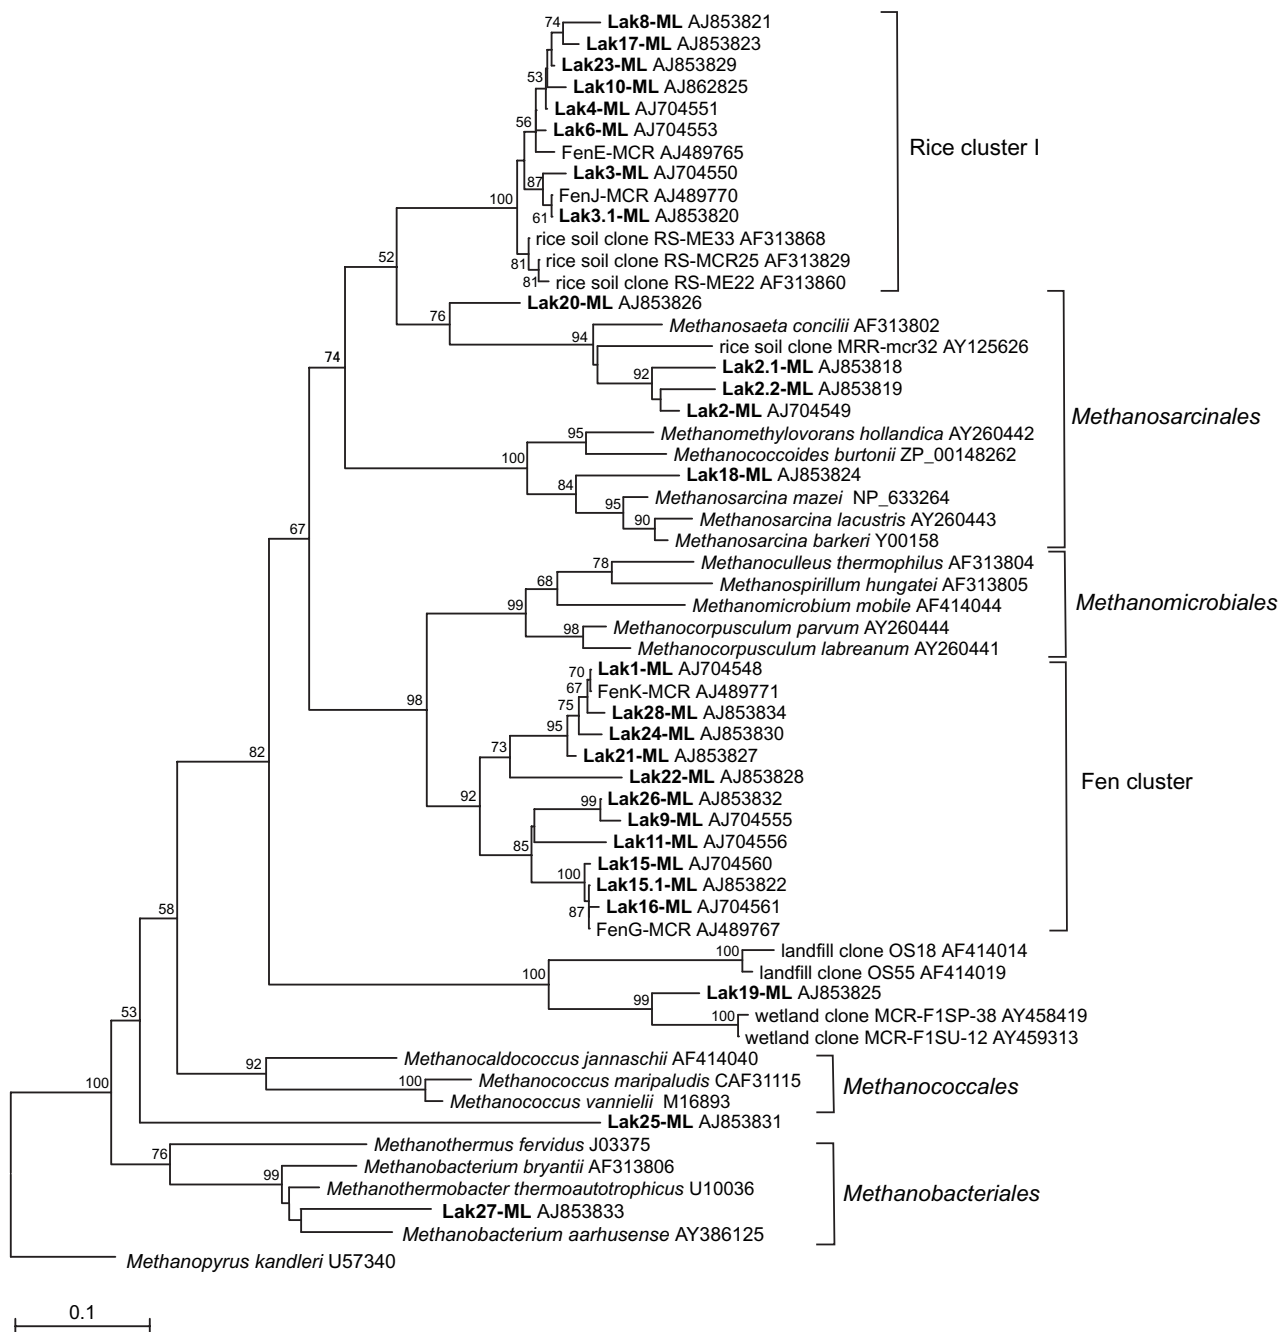 74
Lak8-ML AJ853821
Lak17-ML AJ853823
Lak23-ML AJ853829
53
Lak10-ML AJ862825
Lak4-ML AJ704551
56
Lak6-ML AJ704553
FenE-MCR AJ489765
Rice cluster I
Lak3-ML AJ704550
87
FenJ-MCR AJ489770
100
61
Lak3.1-ML AJ853820
rice soil clone RS-ME33 AF313868
52
81
rice soil clone RS-MCR25 AF313829
81
rice soil clone RS-ME22 AF313860
Lak20-ML AJ853826
76
Methanosaeta concilii AF313802
94
rice soil clone MRR-mcr32 AY125626
74
Lak2.1-ML AJ853818
92
Lak2.2-ML AJ853819
Lak2-ML AJ704549
Methanosarcinales
95
Methanomethylovorans hollandica AY260442
Methanococcoides burtonii ZP_00148262
100
Lak18-ML AJ853824
84
Methanosarcina mazei NP_633264
95
Methanosarcina lacustris AY260443
90
Methanosarcina barkeri Y00158
67
78
Methanoculleus thermophilus AF313804
68
Methanospirillum hungatei AF313805
99
Methanomicrobium mobile AF414044
Methanomicrobiales
98
Methanocorpusculum parvum AY260444
Methanocorpusculum labreanum AY260441
70
Lak1-ML AJ704548
67
FenK-MCR AJ489771
98
75
Lak28-ML AJ853834
95
Lak24-ML AJ853830
73
Lak21-ML AJ853827
82
Lak22-ML AJ853828
Fen cluster
92
99
Lak26-ML AJ853832
Lak9-ML AJ704555
85
Lak11-ML AJ704556
100
Lak15-ML AJ704560
Lak15.1-ML AJ853822
87
Lak16-ML AJ704561
58
FenG-MCR AJ489767
100
landfill clone OS18 AF414014
100
landfill clone OS55 AF414019
99
Lak19-ML AJ853825
53
100
wetland clone MCR-F1SP-38 AY458419
wetland clone MCR-F1SU-12 AY459313
92
Methanocaldococcus jannaschii AF414040
100
100
Methanococcus maripaludis CAF31115
Methanococcales
Methanococcus vannielii M16893
Lak25-ML AJ853831
76
Methanothermus fervidus J03375
99
Methanobacterium bryantii AF313806
Methanothermobacter thermoautotrophicus U10036
Methanobacteriales
Lak27-ML AJ853833
Methanobacterium aarhusense AY386125
Methanopyrus kandleri U57340
0.1